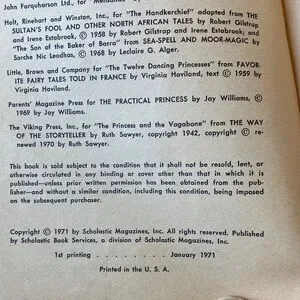 John Farquharson Ltd. for
Holt, Rinehart and Winston, Inc., for "The Handkerchief" adapted from THE
SULTAN'S FOOL AND OTHER NORTH AFRICAN TALES by Robert Gilstrap
and Irene Estabrook, © 1958 by Robert Gilstrap and Irene Estabrook; and
"The Son of the Baker of Barra" from SEA-SPELL AND MOOR-MAGIC by
Sorche Nic Leodhas, © 1968 by Leclaire G. Alger.
Little, Brown and Company for "The Twelve Dancing Princesses" from FAVOR-
ITE FAIRY TALES TOLD IN FRANCE by Virginia Haviland, text © 1959 by
Virginia Haviland.
Parents' Magazine Press for THE PRACTICAL PRINCESS by Jay Williams, ©
1969 by Jay Williams.
The Viking Press, Inc., for "The Princess and the Vagabone" from THE WAY
OF THE STORYTELLER by Ruth Sawyer, copyright 1942, copyright © re-
newed 1970 by Ruth Sawyer.
This book is sold subject to the condition that it shall not be resold, lent, or
otherwise circulated in any binding or cover other than that in which it is
published—unless prior written permission has been obtained from the publi-
sher—and without a similar condition, including this condition, being imposed
on the subsequent purchaser.
Copyright © 1971 by Scholastic Magazines, Inc. All rights reserved. Published
by Scholastic Book Services, a division of Scholastic Magazines, Inc.
1st printing . . . . . . . . January 1971
Printed in the U. S. A.